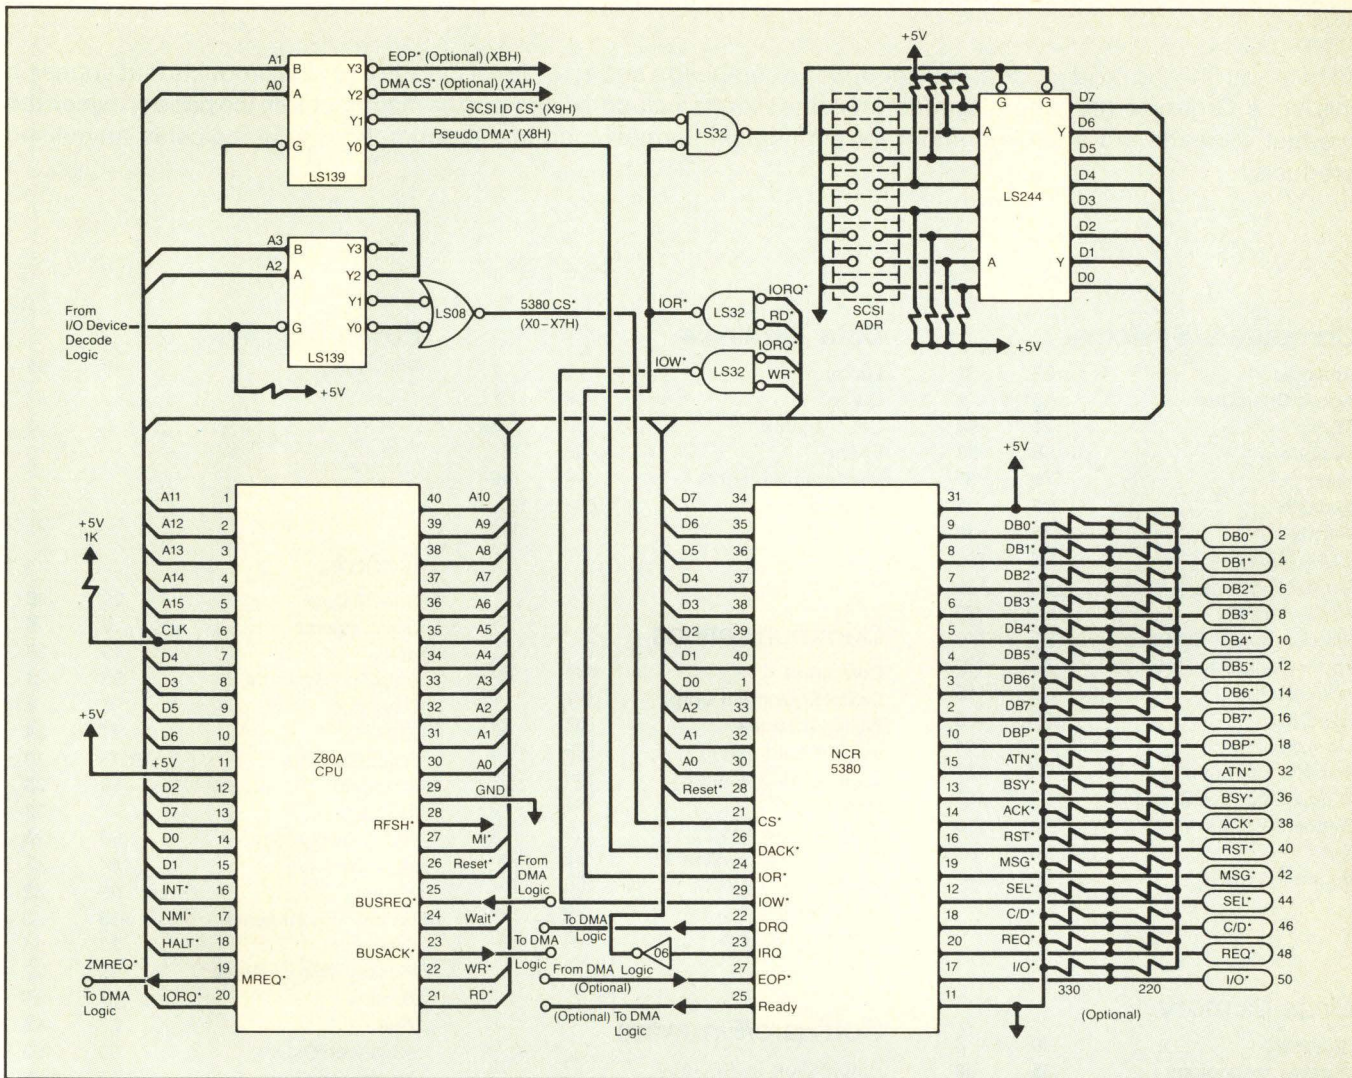 A1
A0
B
A
G
Y3
Y2
Y1
Y0
LS139
EOP* (Optional) (XBH)
DMA CS* (Optional) (XAH)
SCSI ID CS* (X9H)
Pseudo DMA* (X8H)
LS32
+5V
G G
A Y
A Y
LS244
D7
D6
D5
D4
D3
D2
D1
D0
SCSI
ADR
+5V
A3
A2
B
A
G
Y3
Y2
Y1
Y0
LS139
From
I/O Device
Decode
Logic
+5V
LS08
5380 CS*
(X0–X7H)
IOR*
LS32
IORQ*
RD*
IOW*
LS32
IORQ*
WR*
+5V
1K
+5V
A11 1
A12 2
A13 3
A14 4
A15 5
CLK 6
D4 7
D3 8
D5 9
D6 10
+5V 11
D2 12
D7 13
D0 14
D1 15
INT* 16
NMI* 17
HALT* 18
19 MREQ*
IORQ* 20
ZMREQ*
To DMA
Logic
Z80A
CPU
40 A10
39 A9
38 A8
37 A7
36 A6
35 A5
34 A4
33 A3
32 A2
31 A1
30 A0
29 GND
RFSH* 28
27 MI*
26 Reset*
BUSREQ* 25
24 Wait*
BUSACK* 23
22 WR*
21 RD*
From
DMA
Logic
To DMA
Logic
To DMA
Logic
From DMA Logic
(Optional)
(Optional) To DMA
Logic
06
D7 34
D6 35
D5 36
D4 37
D3 38
D2 39
D1 40
D0 1
A2 33
A1 32
A0 30
Reset* 28
21 CS*
26 DACK*
24 IOR*
29 IOW*
22 DRQ
23 IRQ
27 EOP*
25 Ready
NCR
5380
+5V
31
9 DB0* DB0* 2
8 DB1* DB1* 4
7 DB2* DB2* 6
6 DB3* DB3* 8
5 DB4* DB4* 10
4 DB5* DB5* 12
3 DB6* DB6* 14
2 DB7* DB7* 16
10 DBP* DBP* 18
15 ATN* ATN* 32
13 BSY* BSY* 36
14 ACK* ACK* 38
16 RST* RST* 40
19 MSG* MSG* 42
12 SEL* SEL* 44
18 C/D* C/D* 46
20 REQ* REQ* 48
17 I/O* I/O* 50
11
330 220
(Optional)